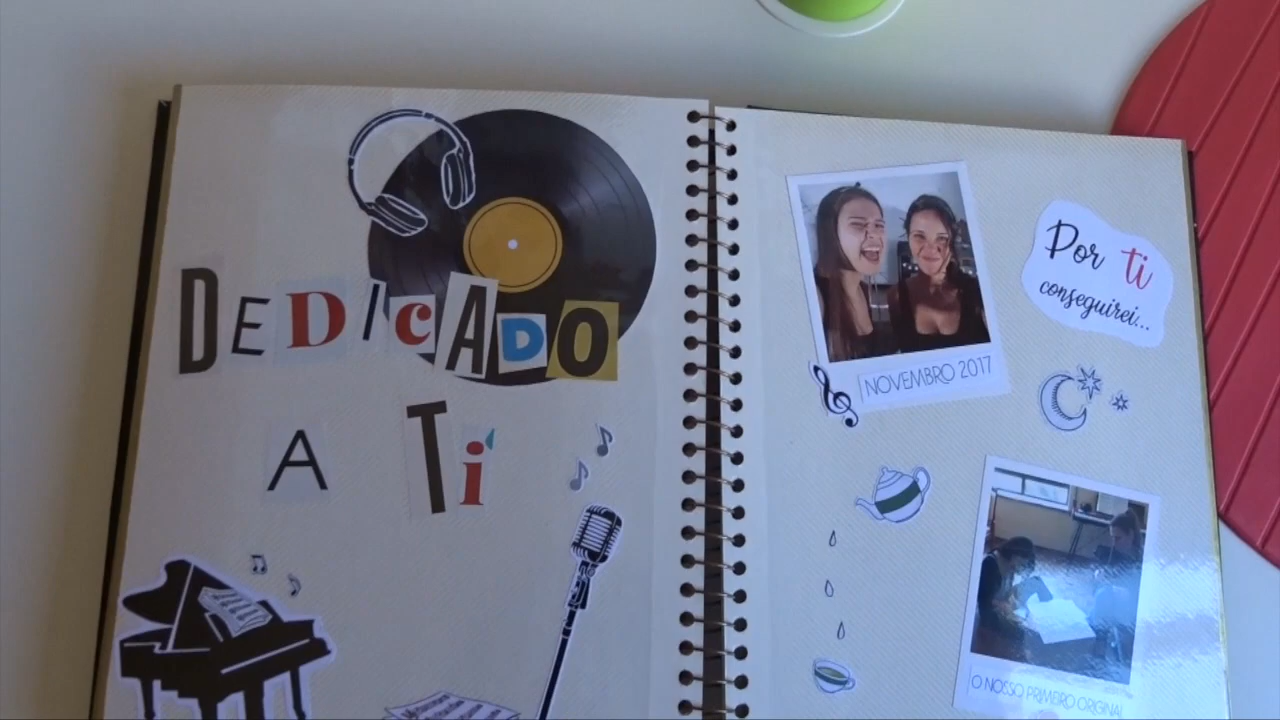 DEDICADO
A TI
Por ti
conseguirei...
NOVEMBRO 2017
O NOSSO PRIMEIRO ORIGINAL